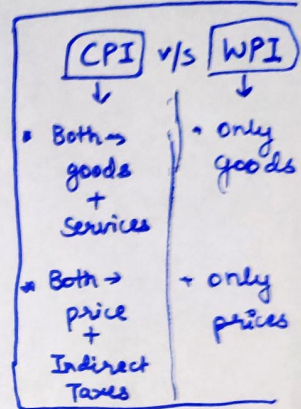 CPI v/s WPI
• Both → goods + Services
• only goods
* Both → price + Indirect Taxes
• only prices